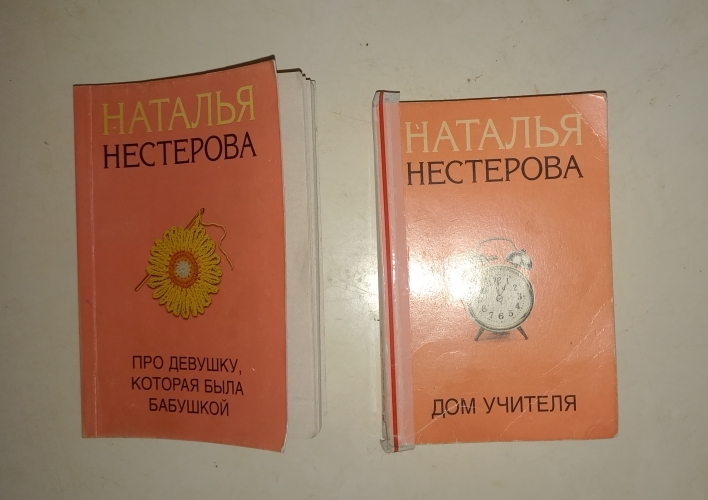 НАТАЛЬЯ
НЕСТЕРОВА
ПРО ДЕВУШКУ,
КОТОРАЯ БЫЛА
БАБУШКОЙ
НАТАЛЬЯ
НЕСТЕРОВА
ДОМ УЧИТЕЛЯ